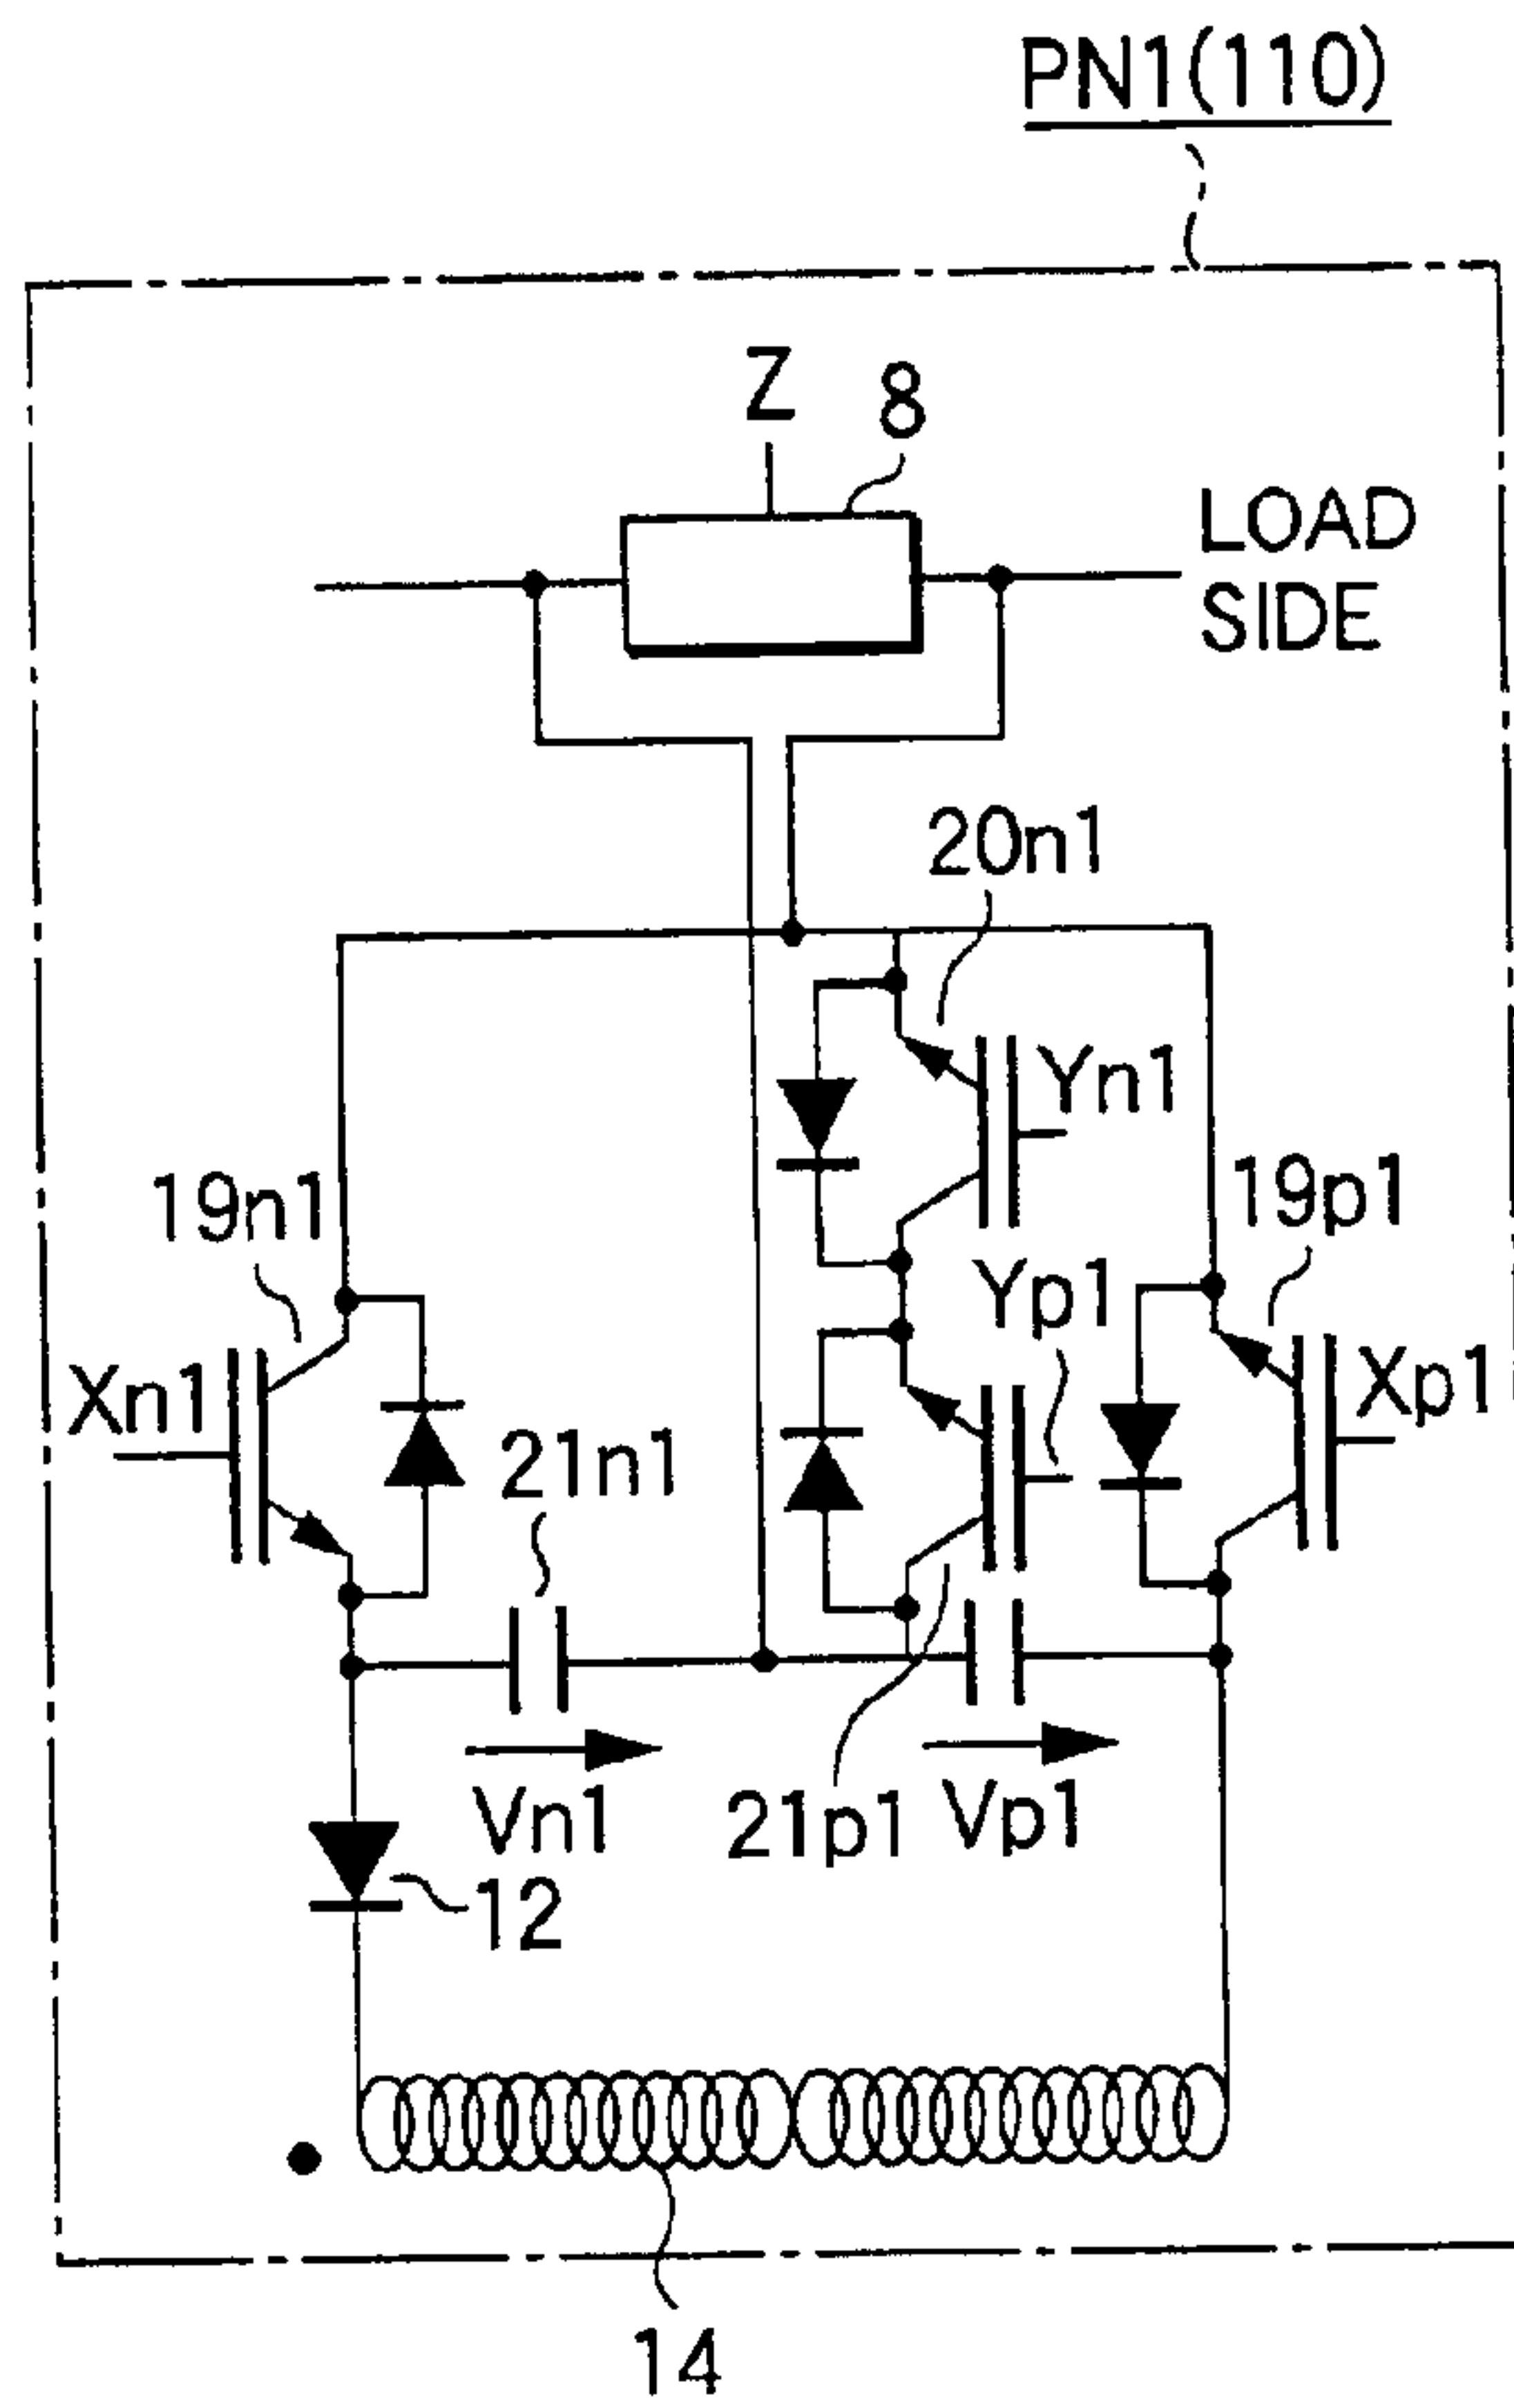 PN1(110)
Z
8
LOAD
SIDE
20n1
Yn1
19n1
19p1
Yp1
Xn1
Xp1
21n1
Vn1
21p1
Vp1
12
14